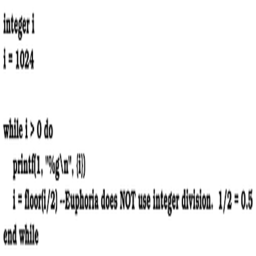 integer i
i = 1024
while i > 0 do
printf(1, "%g\n", {i})
i = floor(i/2) --Euphoria does NOT use integer division. 1/2 = 0.5
end while